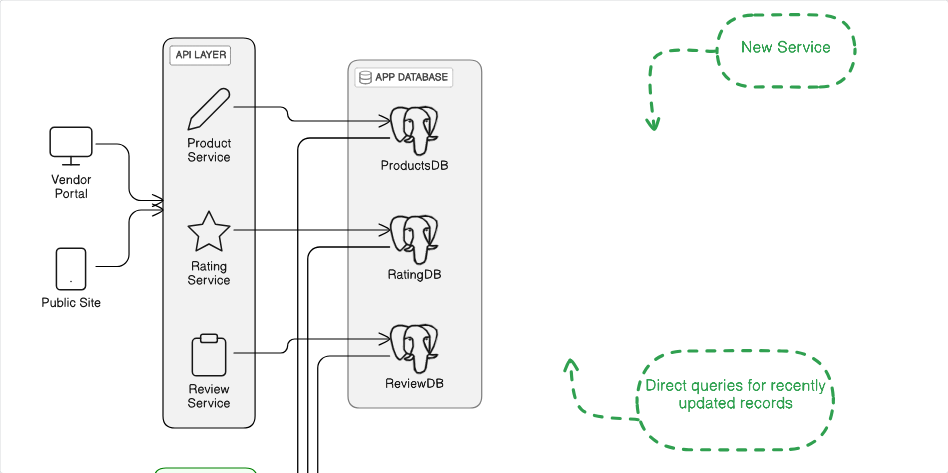 New Service
API LAYER
APP DATABASE
Product
Service
ProductsDB
Vendor
Portal
Rating
Service
RatingDB
Public Site
Review
Service
ReviewDB
Direct queries for recently
updated records